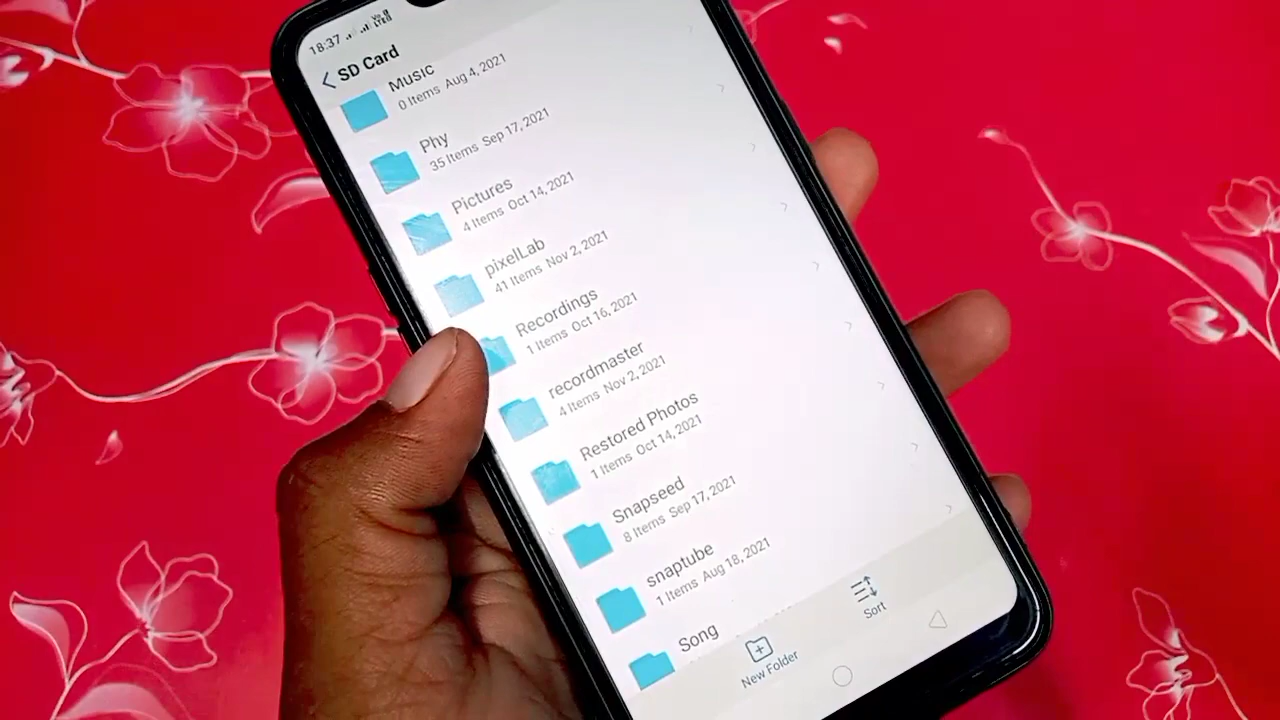 18:37
SD Card
Music
0 Items Aug 4, 2021
Phy
35 Items Sep 17, 2021
Pictures
4 Items Oct 14, 2021
pixelLab
41 Items Nov 2, 2021
Recordings
1 Items Oct 16, 2021
recordmaster
4 Items Nov 2, 2021
Restored Photos
1 Items Oct 14, 2021
Snapseed
8 Items Sep 17, 2021
snaptube
1 Items Aug 18, 2021
Song
New Folder
Sort